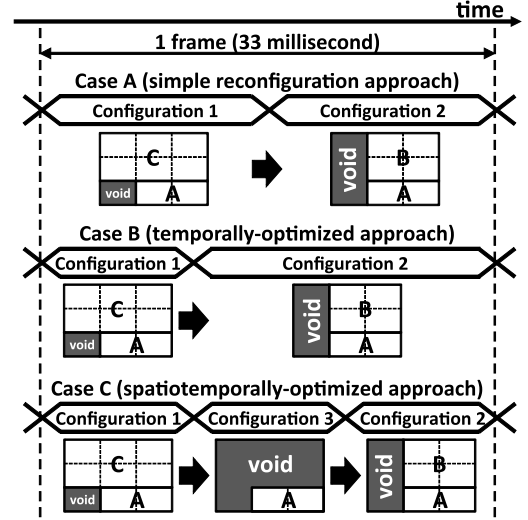 time
1 frame (33 millisecond)
Case A (simple reconfiguration approach)
Configuration 1 Configuration 2
C
void A
void B
A
Case B (temporally-optimized approach)
Configuration 1 Configuration 2
C
void A
void B
A
Case C (spatiotemporally-optimized approach)
Configuration 1 Configuration 3 Configuration 2
C
void A
void
A
void B
A